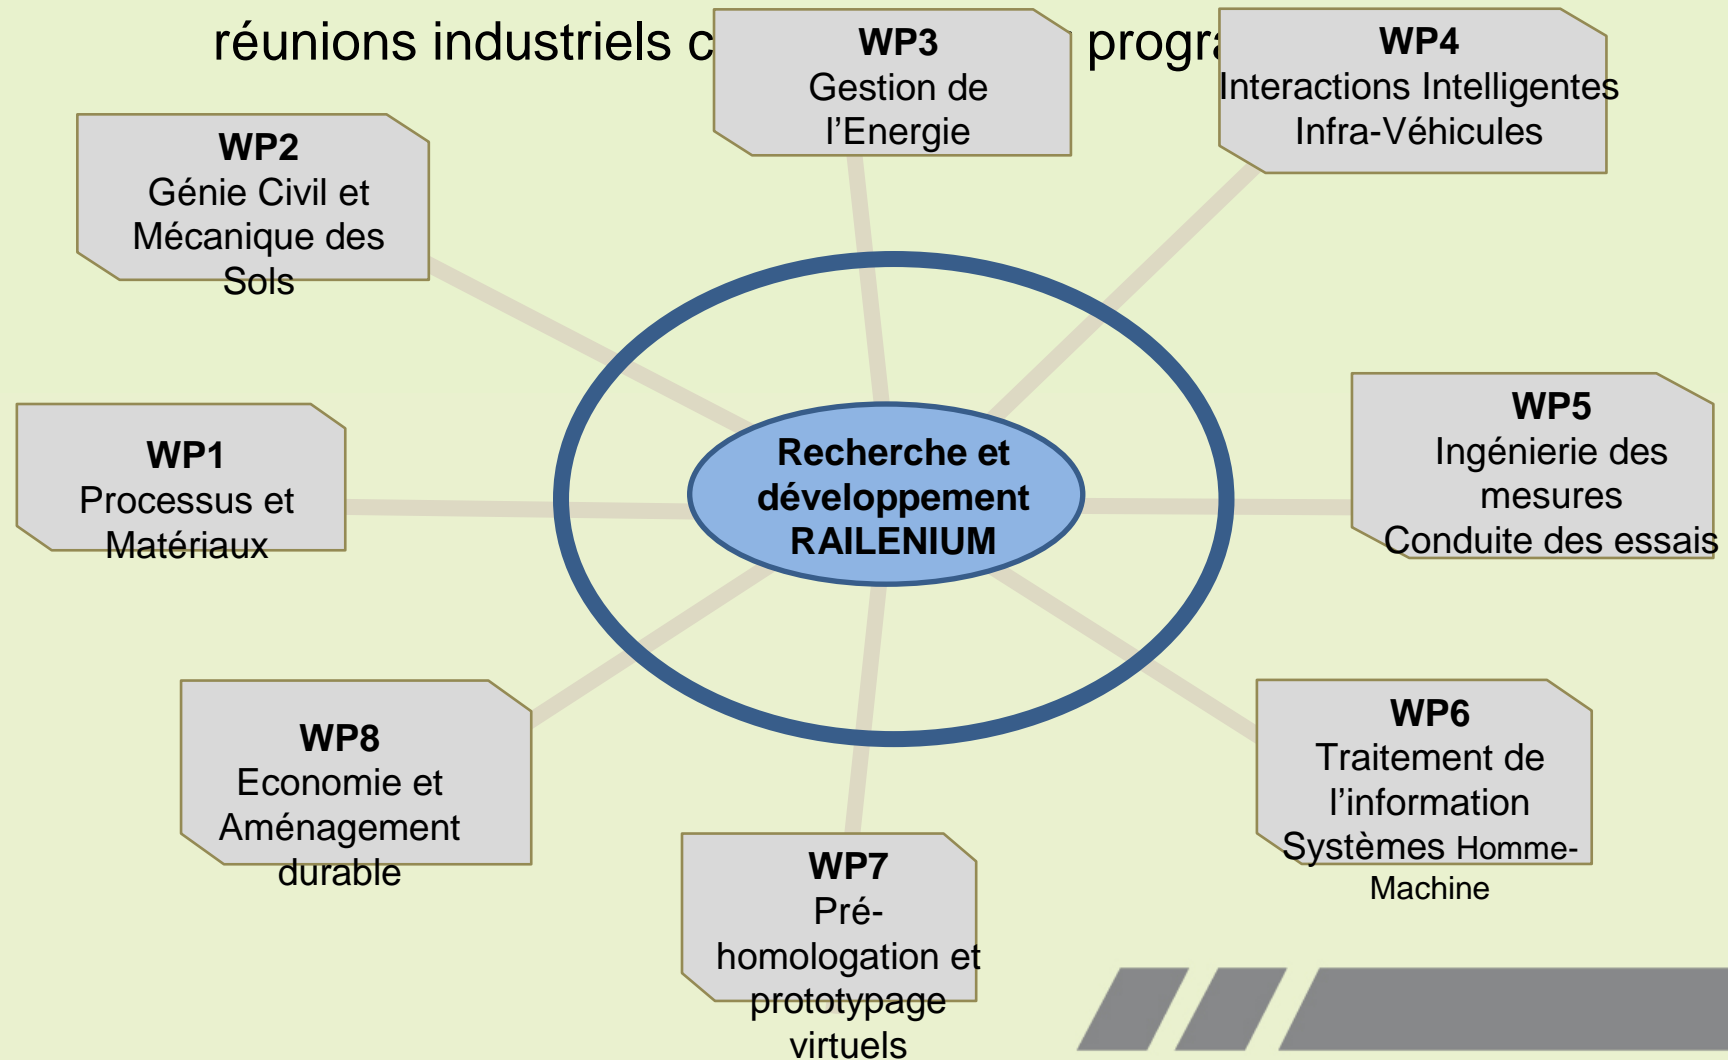 réunions industriels
WP3
Gestion de
l’Energie
WP4
Interactions Intelligentes
Infra-Véhicules
WP2
Génie Civil et
Mécanique des
Sols
WP1
Processus et
Matériaux
Recherche et
développement
RAILENIUM
WP5
Ingénierie des
mesures
Conduite des essais
WP8
Economie et
Aménagement
durable
WP7
Pré-
homologation et
prototypage
virtuels
WP6
Traitement de
l’information
Systèmes Homme-
Machine